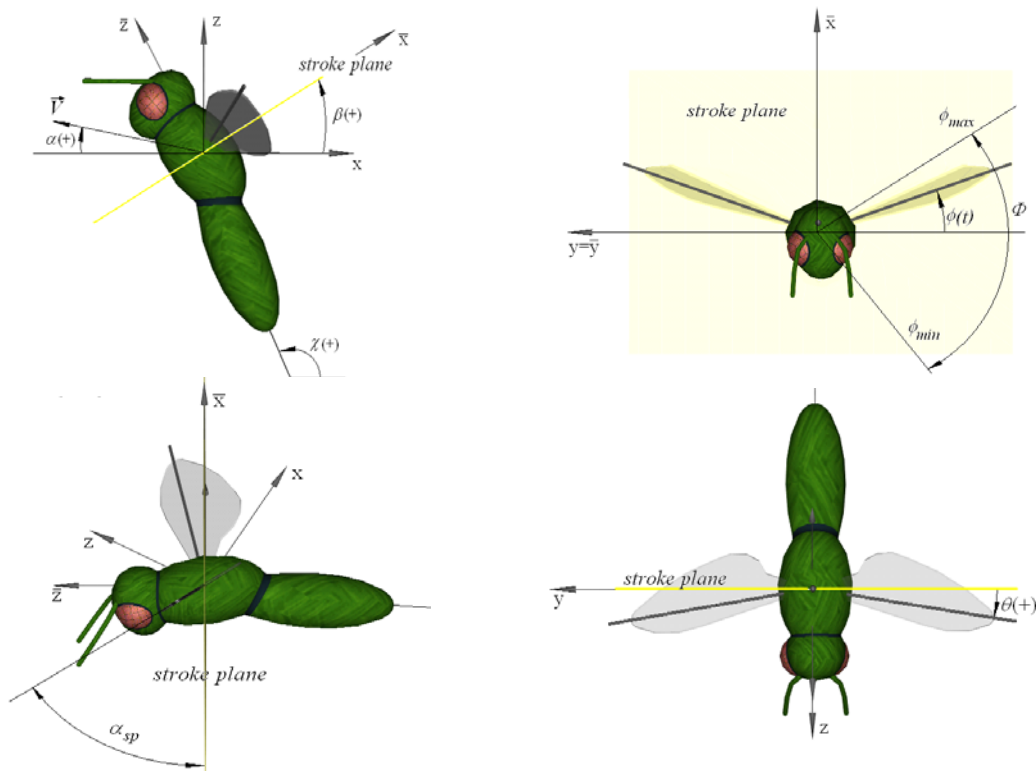 z̄
z
x̄
stroke plane
V⃗
β(+)
α(+)
x
χ(+)
x̄
stroke plane
ϕmax
ϕ(t)
Φ
y=ȳ
ϕmin
x̄
x
z
z̄
stroke plane
αsp
stroke plane
y
θ(+)
z